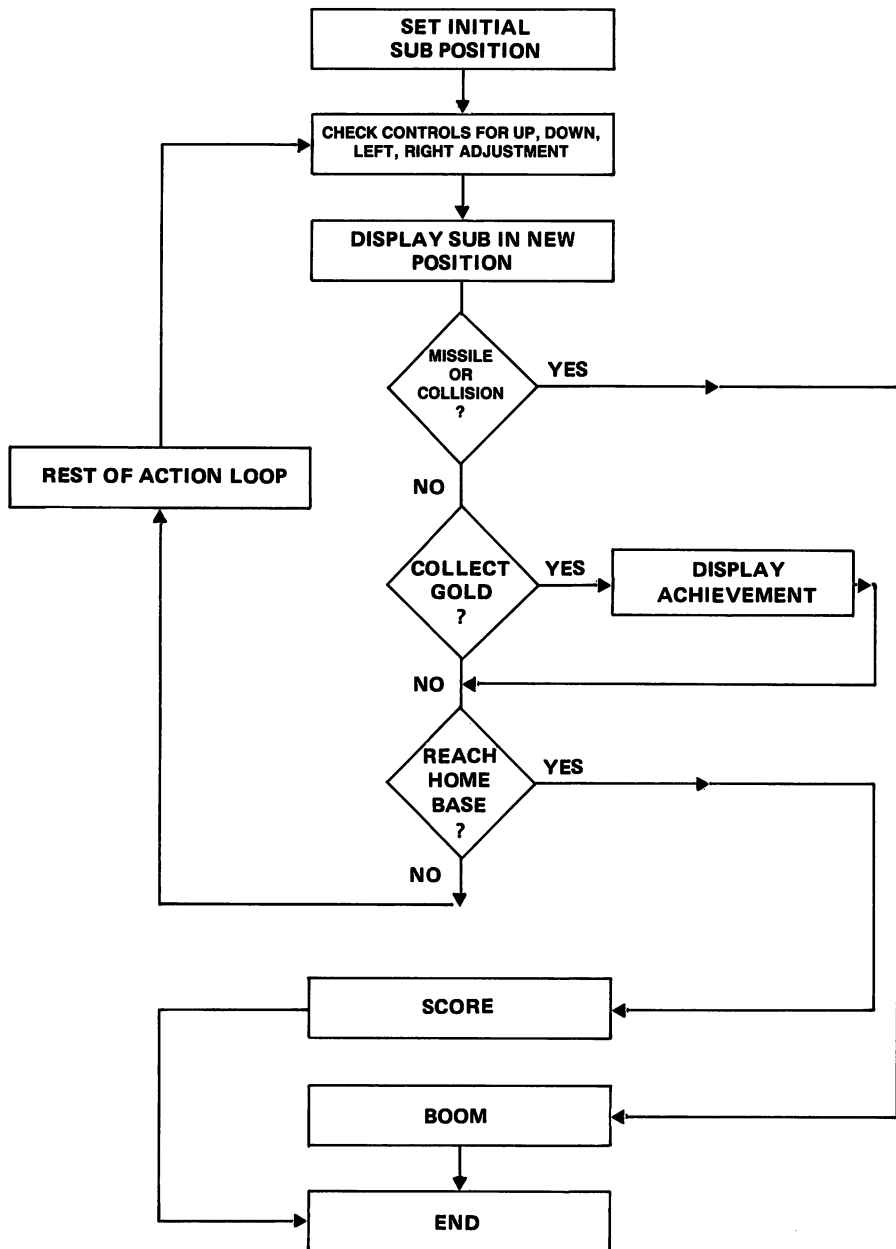 SET INITIAL
SUB POSITION
CHECK CONTROLS FOR UP, DOWN,
LEFT, RIGHT ADJUSTMENT
DISPLAY SUB IN NEW
POSITION
MISSILE
OR
COLLISION
?
YES
REST OF ACTION LOOP
NO
COLLECT
GOLD
?
YES
DISPLAY
ACHIEVEMENT
NO
REACH
HOME
BASE
?
YES
NO
SCORE
BOOM
END